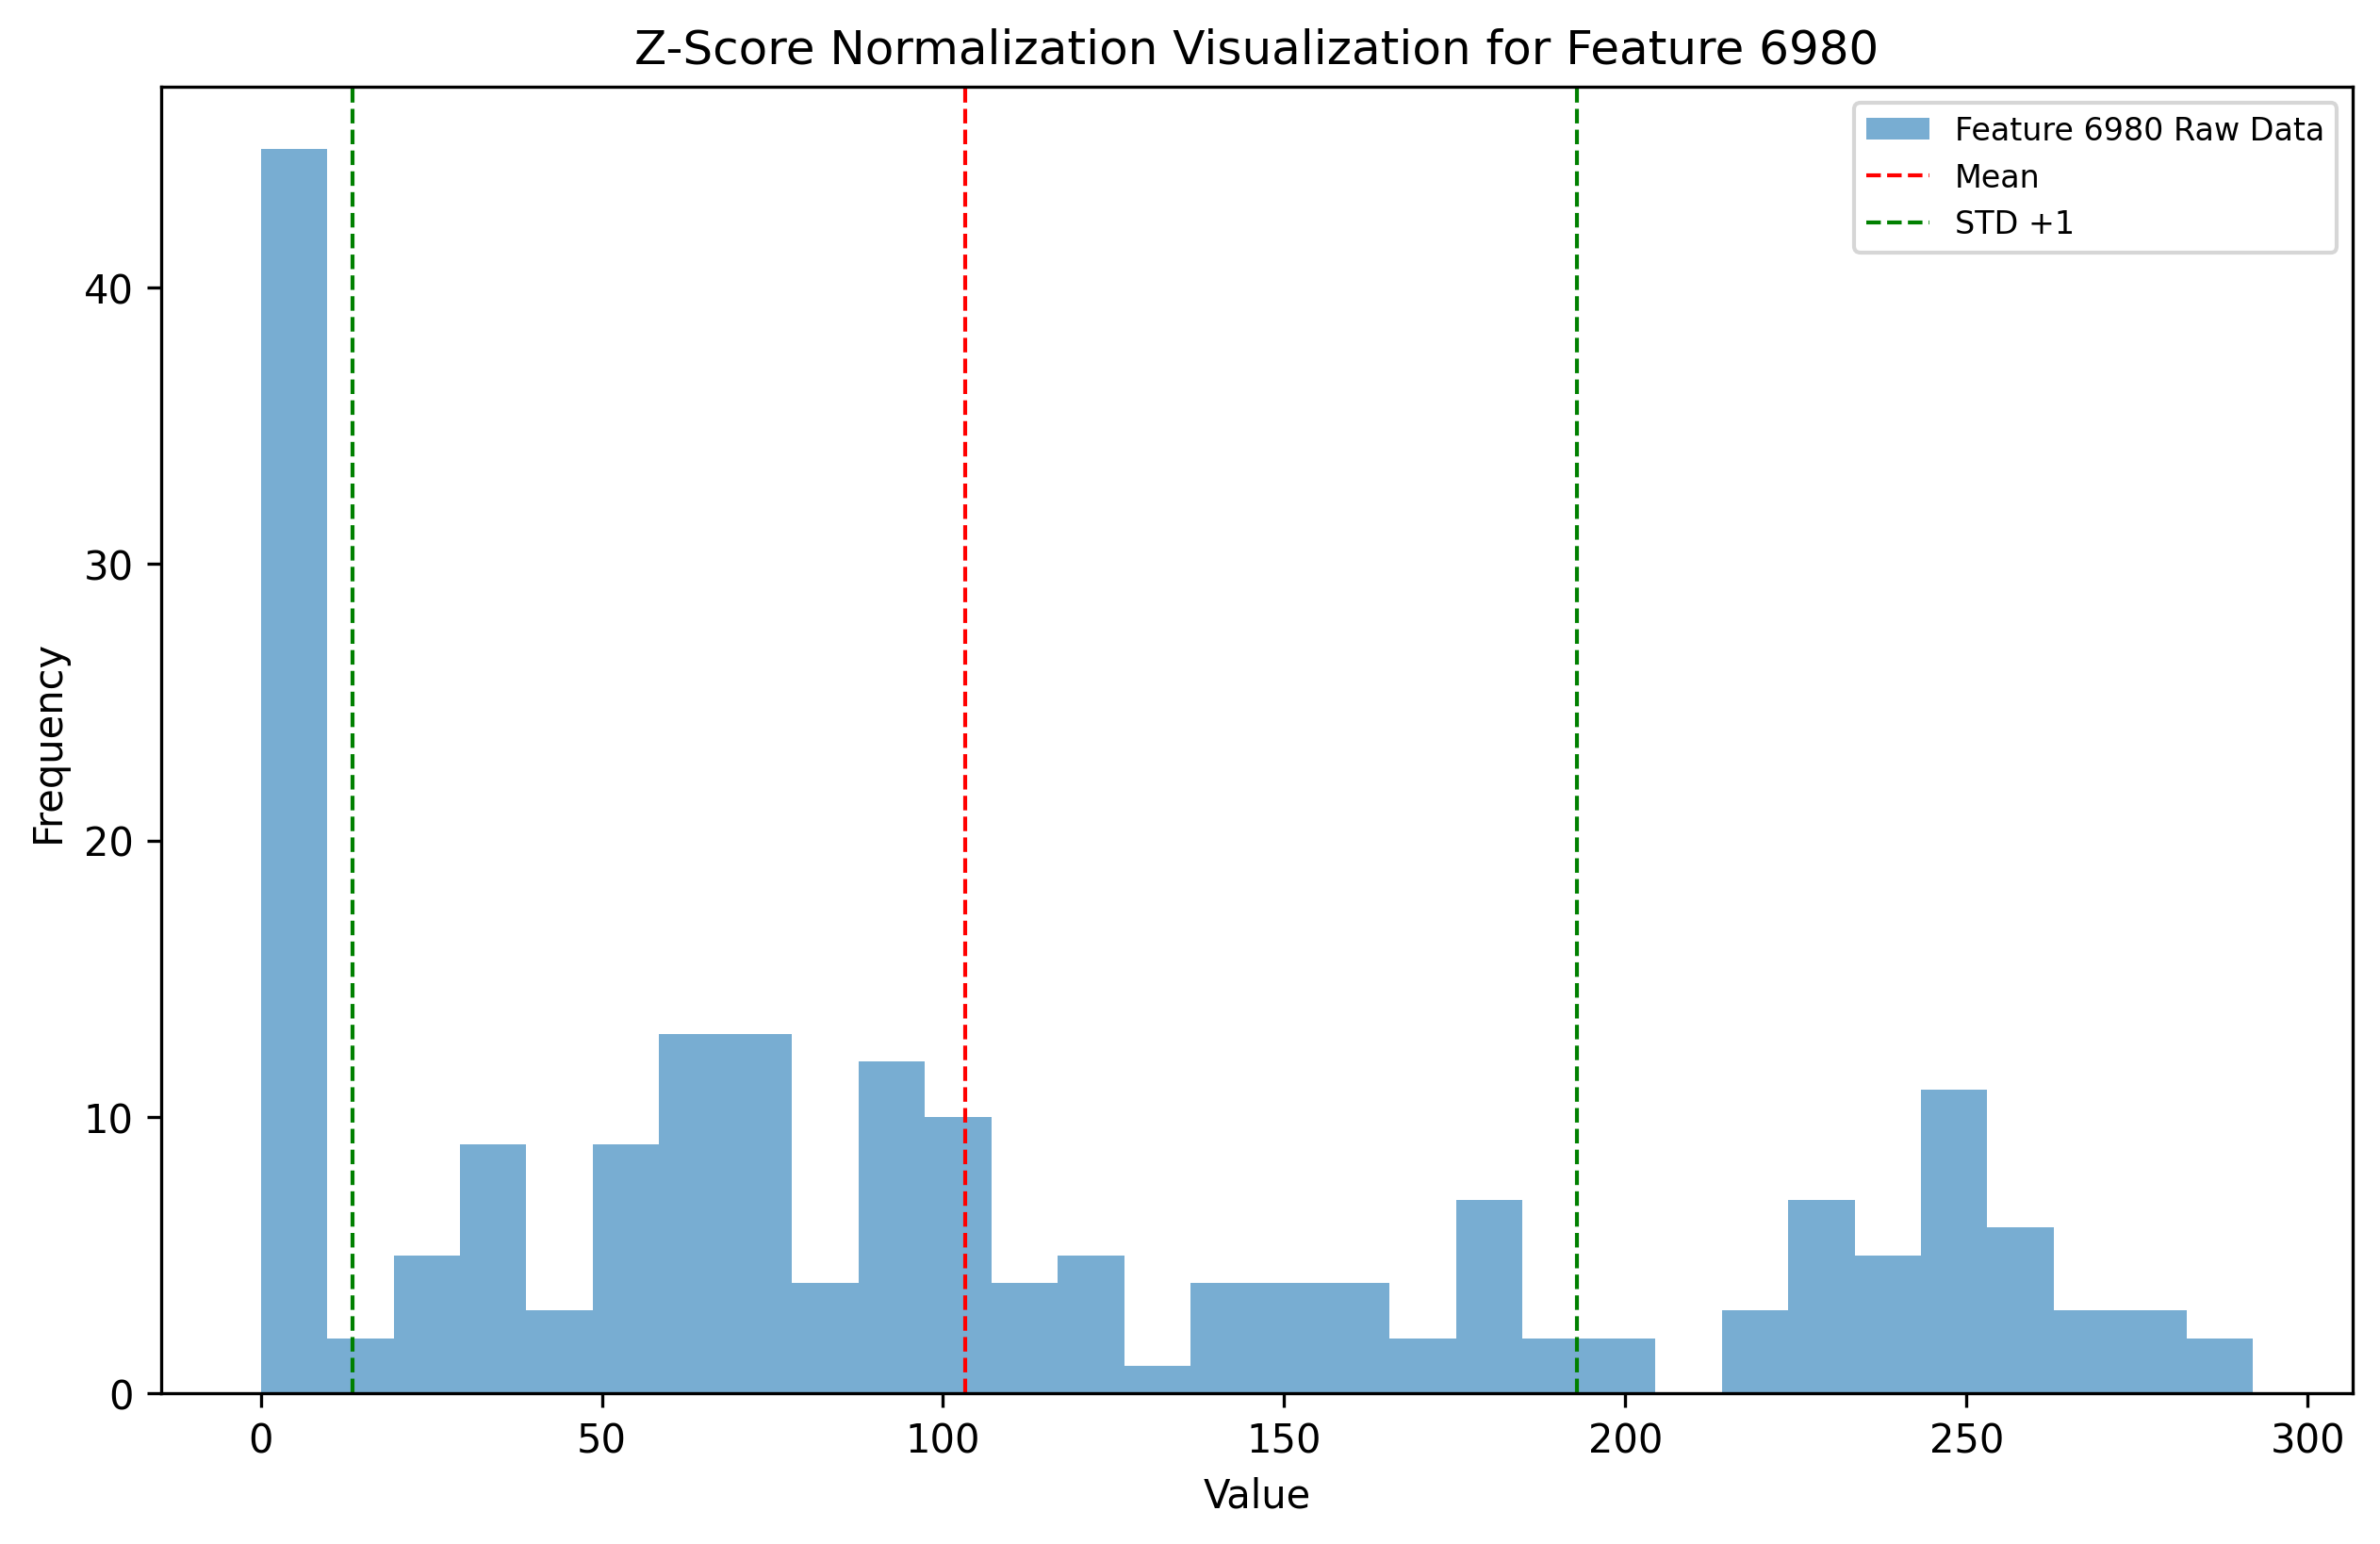 Z-Score Normalization Visualization for Feature 6980
Feature 6980 Raw Data
Mean
STD +1
Frequency
40
30
20
10
0
0 50 100 150 200 250 300
Value